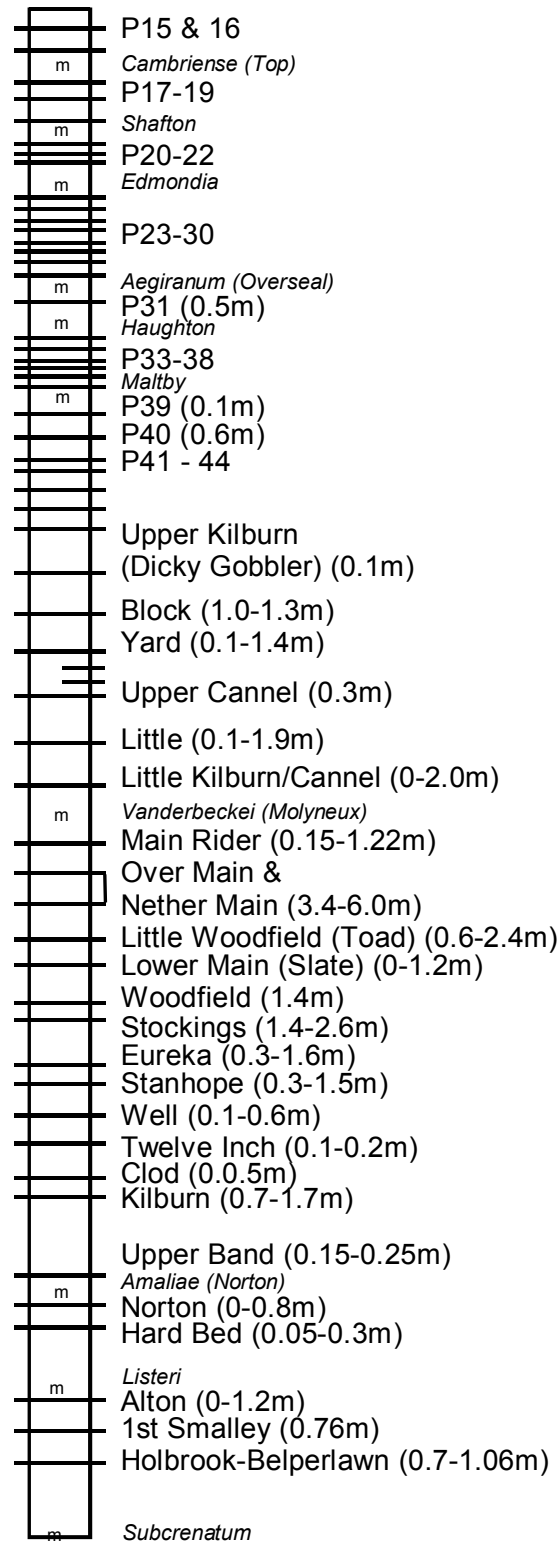 P15 & 16
m Cambriense (Top)
P17-19
m Shafton
P20-22
m Edmondia
P23-30
m Aegiranum (Overseal)
P31 (0.5m)
m Haughton
P33-38
Maltby
m
P39 (0.1m)
P40 (0.6m)
P41 - 44
Upper Kilburn
(Dicky Gobbler) (0.1m)
Block (1.0-1.3m)
Yard (0.1-1.4m)
Upper Cannel (0.3m)
Little (0.1-1.9m)
Little Kilburn/Cannel (0-2.0m)
m Vanderbeckei (Molyneux)
Main Rider (0.15-1.22m)
Over Main &
Nether Main (3.4-6.0m)
Little Woodfield (Toad) (0.6-2.4m)
Lower Main (Slate) (0-1.2m)
Woodfield (1.4m)
Stockings (1.4-2.6m)
Eureka (0.3-1.6m)
Stanhope (0.3-1.5m)
Well (0.1-0.6m)
Twelve Inch (0.1-0.2m)
Clod (0.0.5m)
Kilburn (0.7-1.7m)
Upper Band (0.15-0.25m)
m Amaliae (Norton)
Norton (0-0.8m)
Hard Bed (0.05-0.3m)
m Listeri
Alton (0-1.2m)
1st Smalley (0.76m)
Holbrook-Belperlawn (0.7-1.06m)
m Subcrenatum